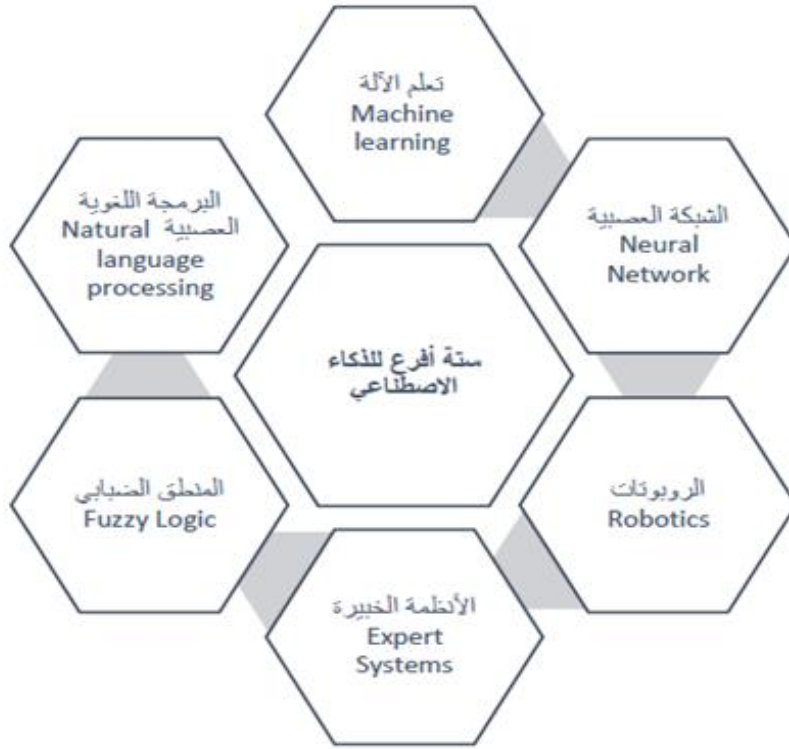 تعلم الآلة
Machine
learning
الشبكة العصبية
Neural
Network
الروبوتات
Robotics
الأنظمة الخبيرة
Expert
Systems
المنطق الضبابي
Fuzzy Logic
البرمجة اللغوية
العصبية Natural
language
processing
ستة أفرع للذكاء
الاصطناعي